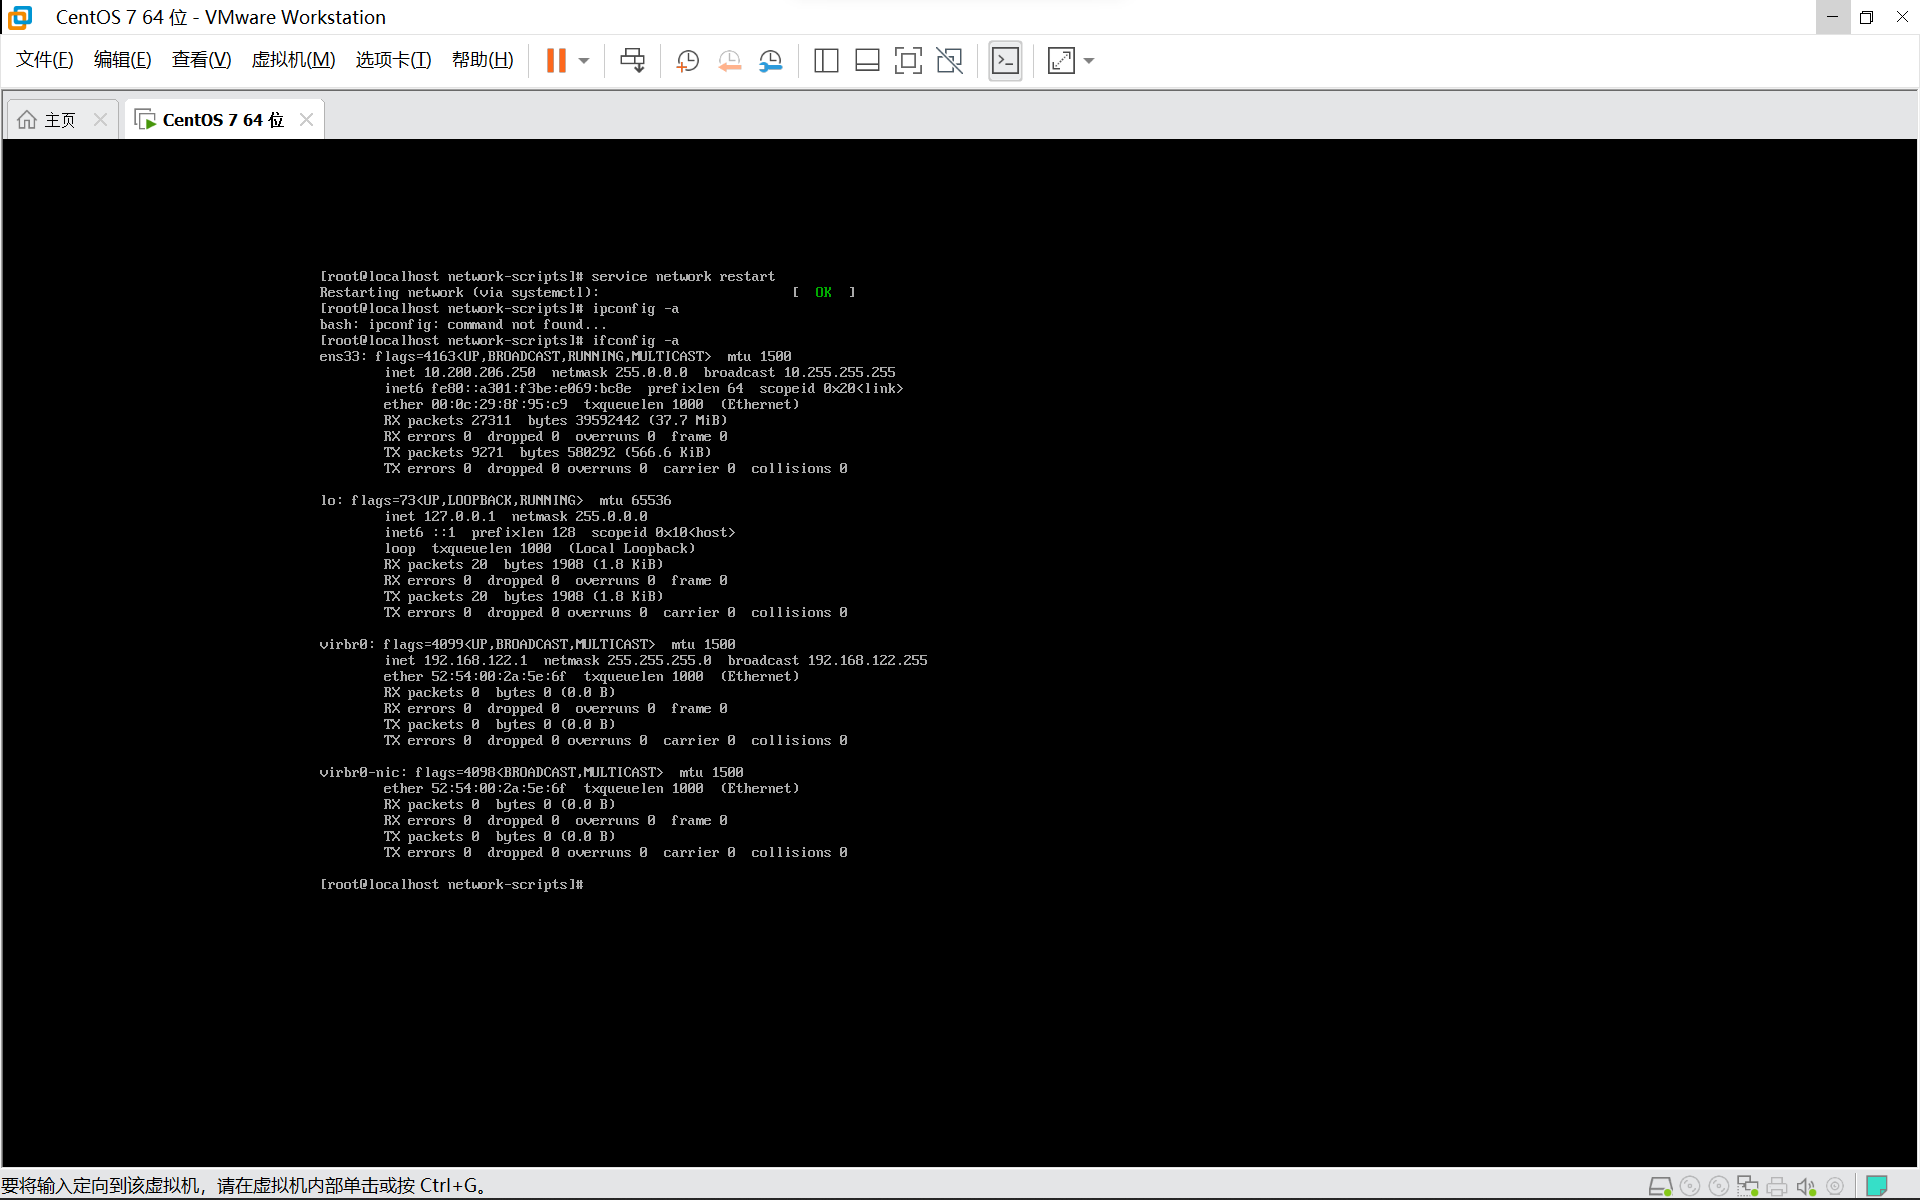 CentOS 7 64 位 - VMware Workstation
文件(F) 编辑(E) 查看(V) 虚拟机(M) 选项卡(T) 帮助(H)
主页 CentOS 7 64 位
[root@localhost network-scripts]# service network restart
Restarting network (via systemctl):                        [  OK  ]
[root@localhost network-scripts]# ipconfig -a
bash: ipconfig: command not found...
[root@localhost network-scripts]# ifconfig -a
ens33: flags=4163<UP,BROADCAST,RUNNING,MULTICAST>  mtu 1500
        inet 10.200.206.250  netmask 255.0.0.0  broadcast 10.255.255.255
        inet6 fe80::a301:f3be:e069:bc8e  prefixlen 64  scopeid 0x20<link>
        ether 00:0c:29:8f:95:c9  txqueuelen 1000  (Ethernet)
        RX packets 27311  bytes 39592442 (37.7 MiB)
        RX errors 0  dropped 0  overruns 0  frame 0
        TX packets 9271  bytes 580292 (566.6 KiB)
        TX errors 0  dropped 0 overruns 0  carrier 0  collisions 0
lo: flags=73<UP,LOOPBACK,RUNNING>  mtu 65536
        inet 127.0.0.1  netmask 255.0.0.0
        inet6 ::1  prefixlen 128  scopeid 0x10<host>
        loop  txqueuelen 1000  (Local Loopback)
        RX packets 20  bytes 1908 (1.8 KiB)
        RX errors 0  dropped 0  overruns 0  frame 0
        TX packets 20  bytes 1908 (1.8 KiB)
        TX errors 0  dropped 0 overruns 0  carrier 0  collisions 0
virbr0: flags=4099<UP,BROADCAST,MULTICAST>  mtu 1500
        inet 192.168.122.1  netmask 255.255.255.0  broadcast 192.168.122.255
        ether 52:54:00:2a:5e:6f  txqueuelen 1000  (Ethernet)
        RX packets 0  bytes 0 (0.0 B)
        RX errors 0  dropped 0  overruns 0  frame 0
        TX packets 0  bytes 0 (0.0 B)
        TX errors 0  dropped 0 overruns 0  carrier 0  collisions 0
virbr0-nic: flags=4098<BROADCAST,MULTICAST>  mtu 1500
        ether 52:54:00:2a:5e:6f  txqueuelen 1000  (Ethernet)
        RX packets 0  bytes 0 (0.0 B)
        RX errors 0  dropped 0  overruns 0  frame 0
        TX packets 0  bytes 0 (0.0 B)
        TX errors 0  dropped 0 overruns 0  carrier 0  collisions 0
[root@localhost network-scripts]#
要将输入定向到该虚拟机，请在虚拟机内部单击或按 Ctrl+G。